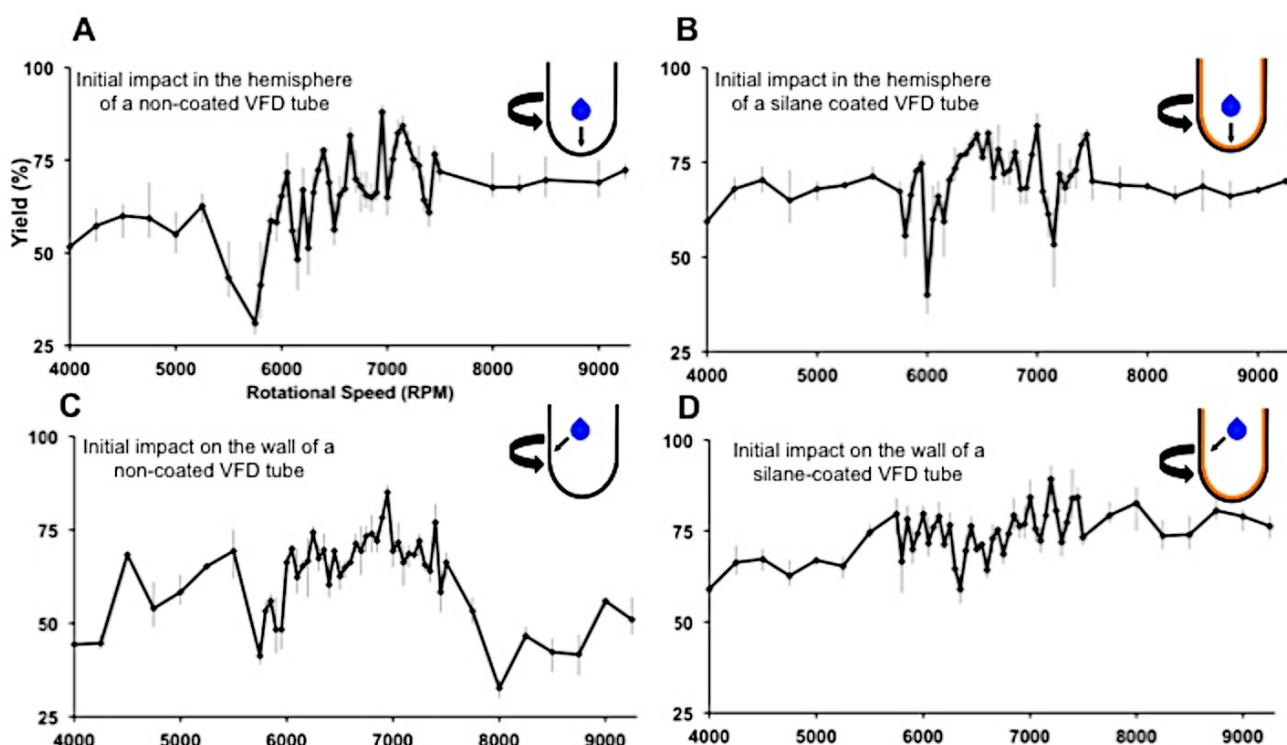 A
Initial impact in the hemisphere
of a non-coated VFD tube
100
75
50
25
Yield (%)
4000 5000 6000 7000 8000 9000
Rotational Speed (RPM)
B
Initial impact in the hemisphere
of a silane coated VFD tube
100
75
50
25
4000 5000 6000 7000 8000 9000
C
Initial impact on the wall of a
non-coated VFD tube
100
75
50
25
4000 5000 6000 7000 8000 9000
D
Initial impact on the wall of a
silane-coated VFD tube
100
75
50
25
4000 5000 6000 7000 8000 9000